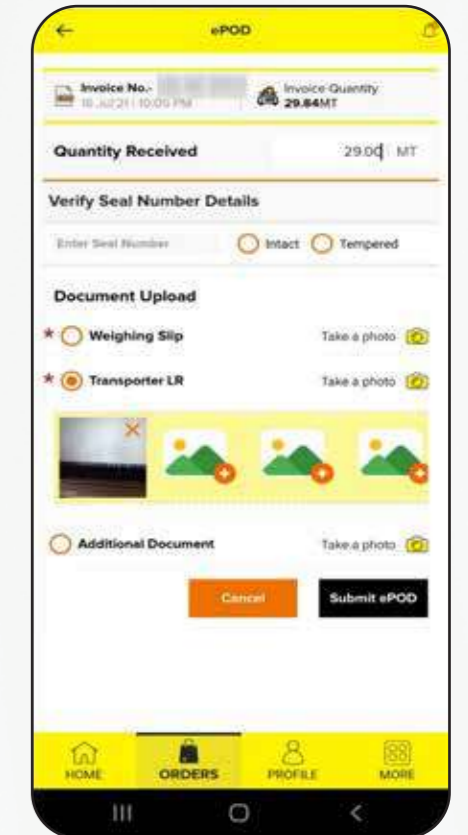 ePOD
Invoice No.-
Invoice Quantity
16 Jul'21 | 10:05 PM
29.84MT
Quantity Received
29.00 MT
Verify Seal Number Details
Enter Seal Number
Intact
Tempered
Document Upload
* Weighing Slip
Take a photo
* Transporter LR
Take a photo
Additional Document
Take a photo
Cancel
Submit ePOD
HOME
ORDERS
PROFILE
MORE